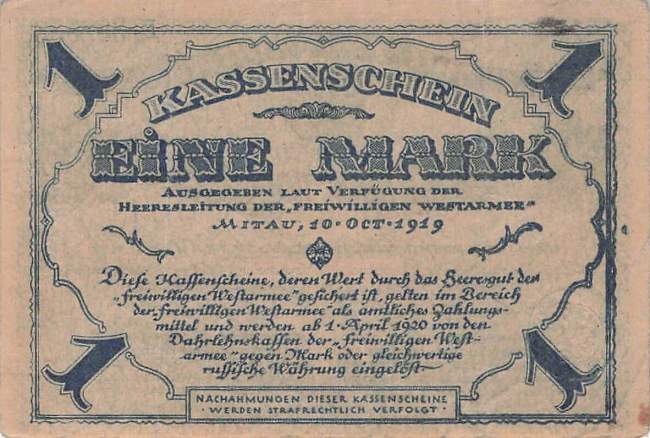 1 1
KASSENSCHEIN
EINE MARK
AUSGEGEBEN LAUT VERFÜGUNG DER
HEERESLEITUNG DER „FREIWILLIGEN WESTARMEE“
MITAU, 10·OCT·1919
Diese Kassenscheine, deren Wert durch das Heeresgut der
„freiwilligen Westarmee“ gesichert ist, gelten im Bereich
der „freiwilligen Westarmee“ als amtliches Zahlungs-
mittel und werden ab 1·April 1920 von den
Dahrlehnskassen der „freiwilligen West-
armee“ gegen Mark oder gleichwertige
russische Währung eingelöst·
1 1
NACHAHMUNGEN DIESER KASSENSCHEINE
· WERDEN STRAFRECHTLICH VERFOLGT ·